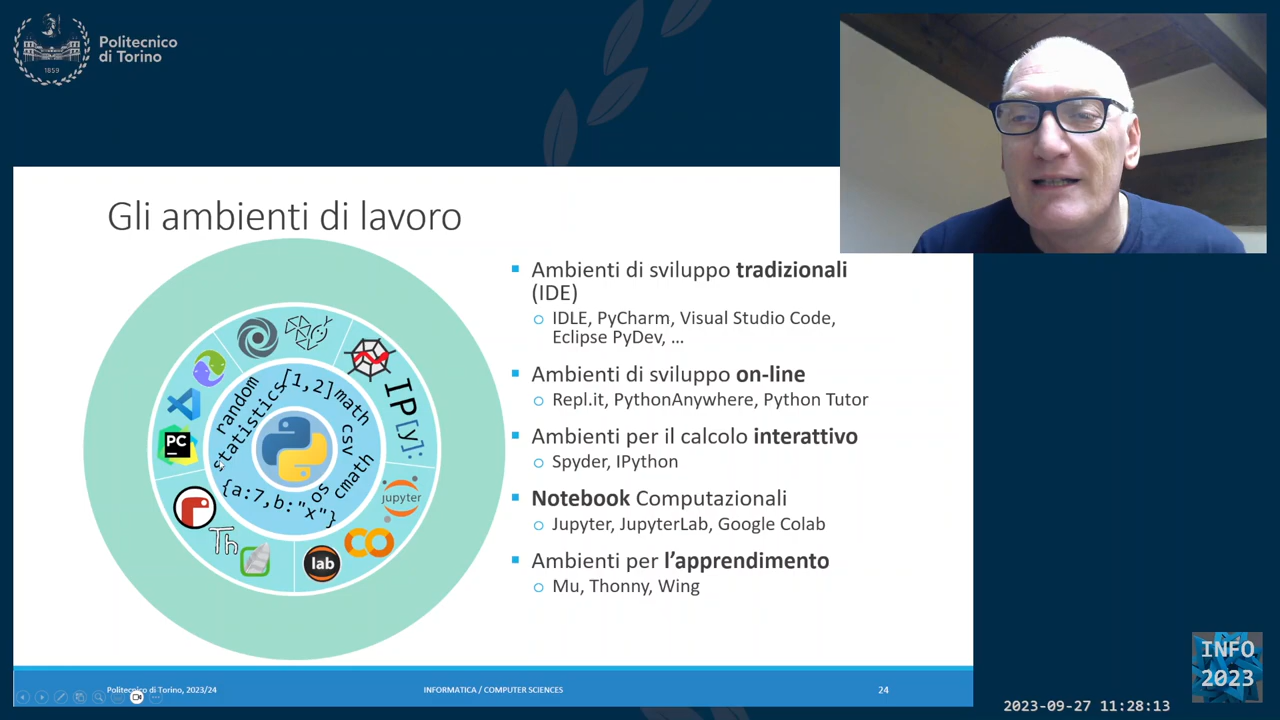 Politecnico
di Torino
1859
Gli ambienti di lavoro
random
statistics
[1,2]
math
csv
cmath
os
{a:7,b:"x"}
IP[y]:
PC
jupyter
lab
Th
Ambienti di sviluppo tradizionali
(IDE)
IDLE, PyCharm, Visual Studio Code,
Eclipse PyDev, …
Ambienti di sviluppo on-line
Repl.it, PythonAnywhere, Python Tutor
Ambienti per il calcolo interattivo
Spyder, IPython
Notebook Computazionali
Jupyter, JupyterLab, Google Colab
Ambienti per l’apprendimento
Mu, Thonny, Wing
Politecnico di Torino, 2023/24
INFORMATICA / COMPUTER SCIENCES
24
INFO
2023
2023-09-27 11:28:13